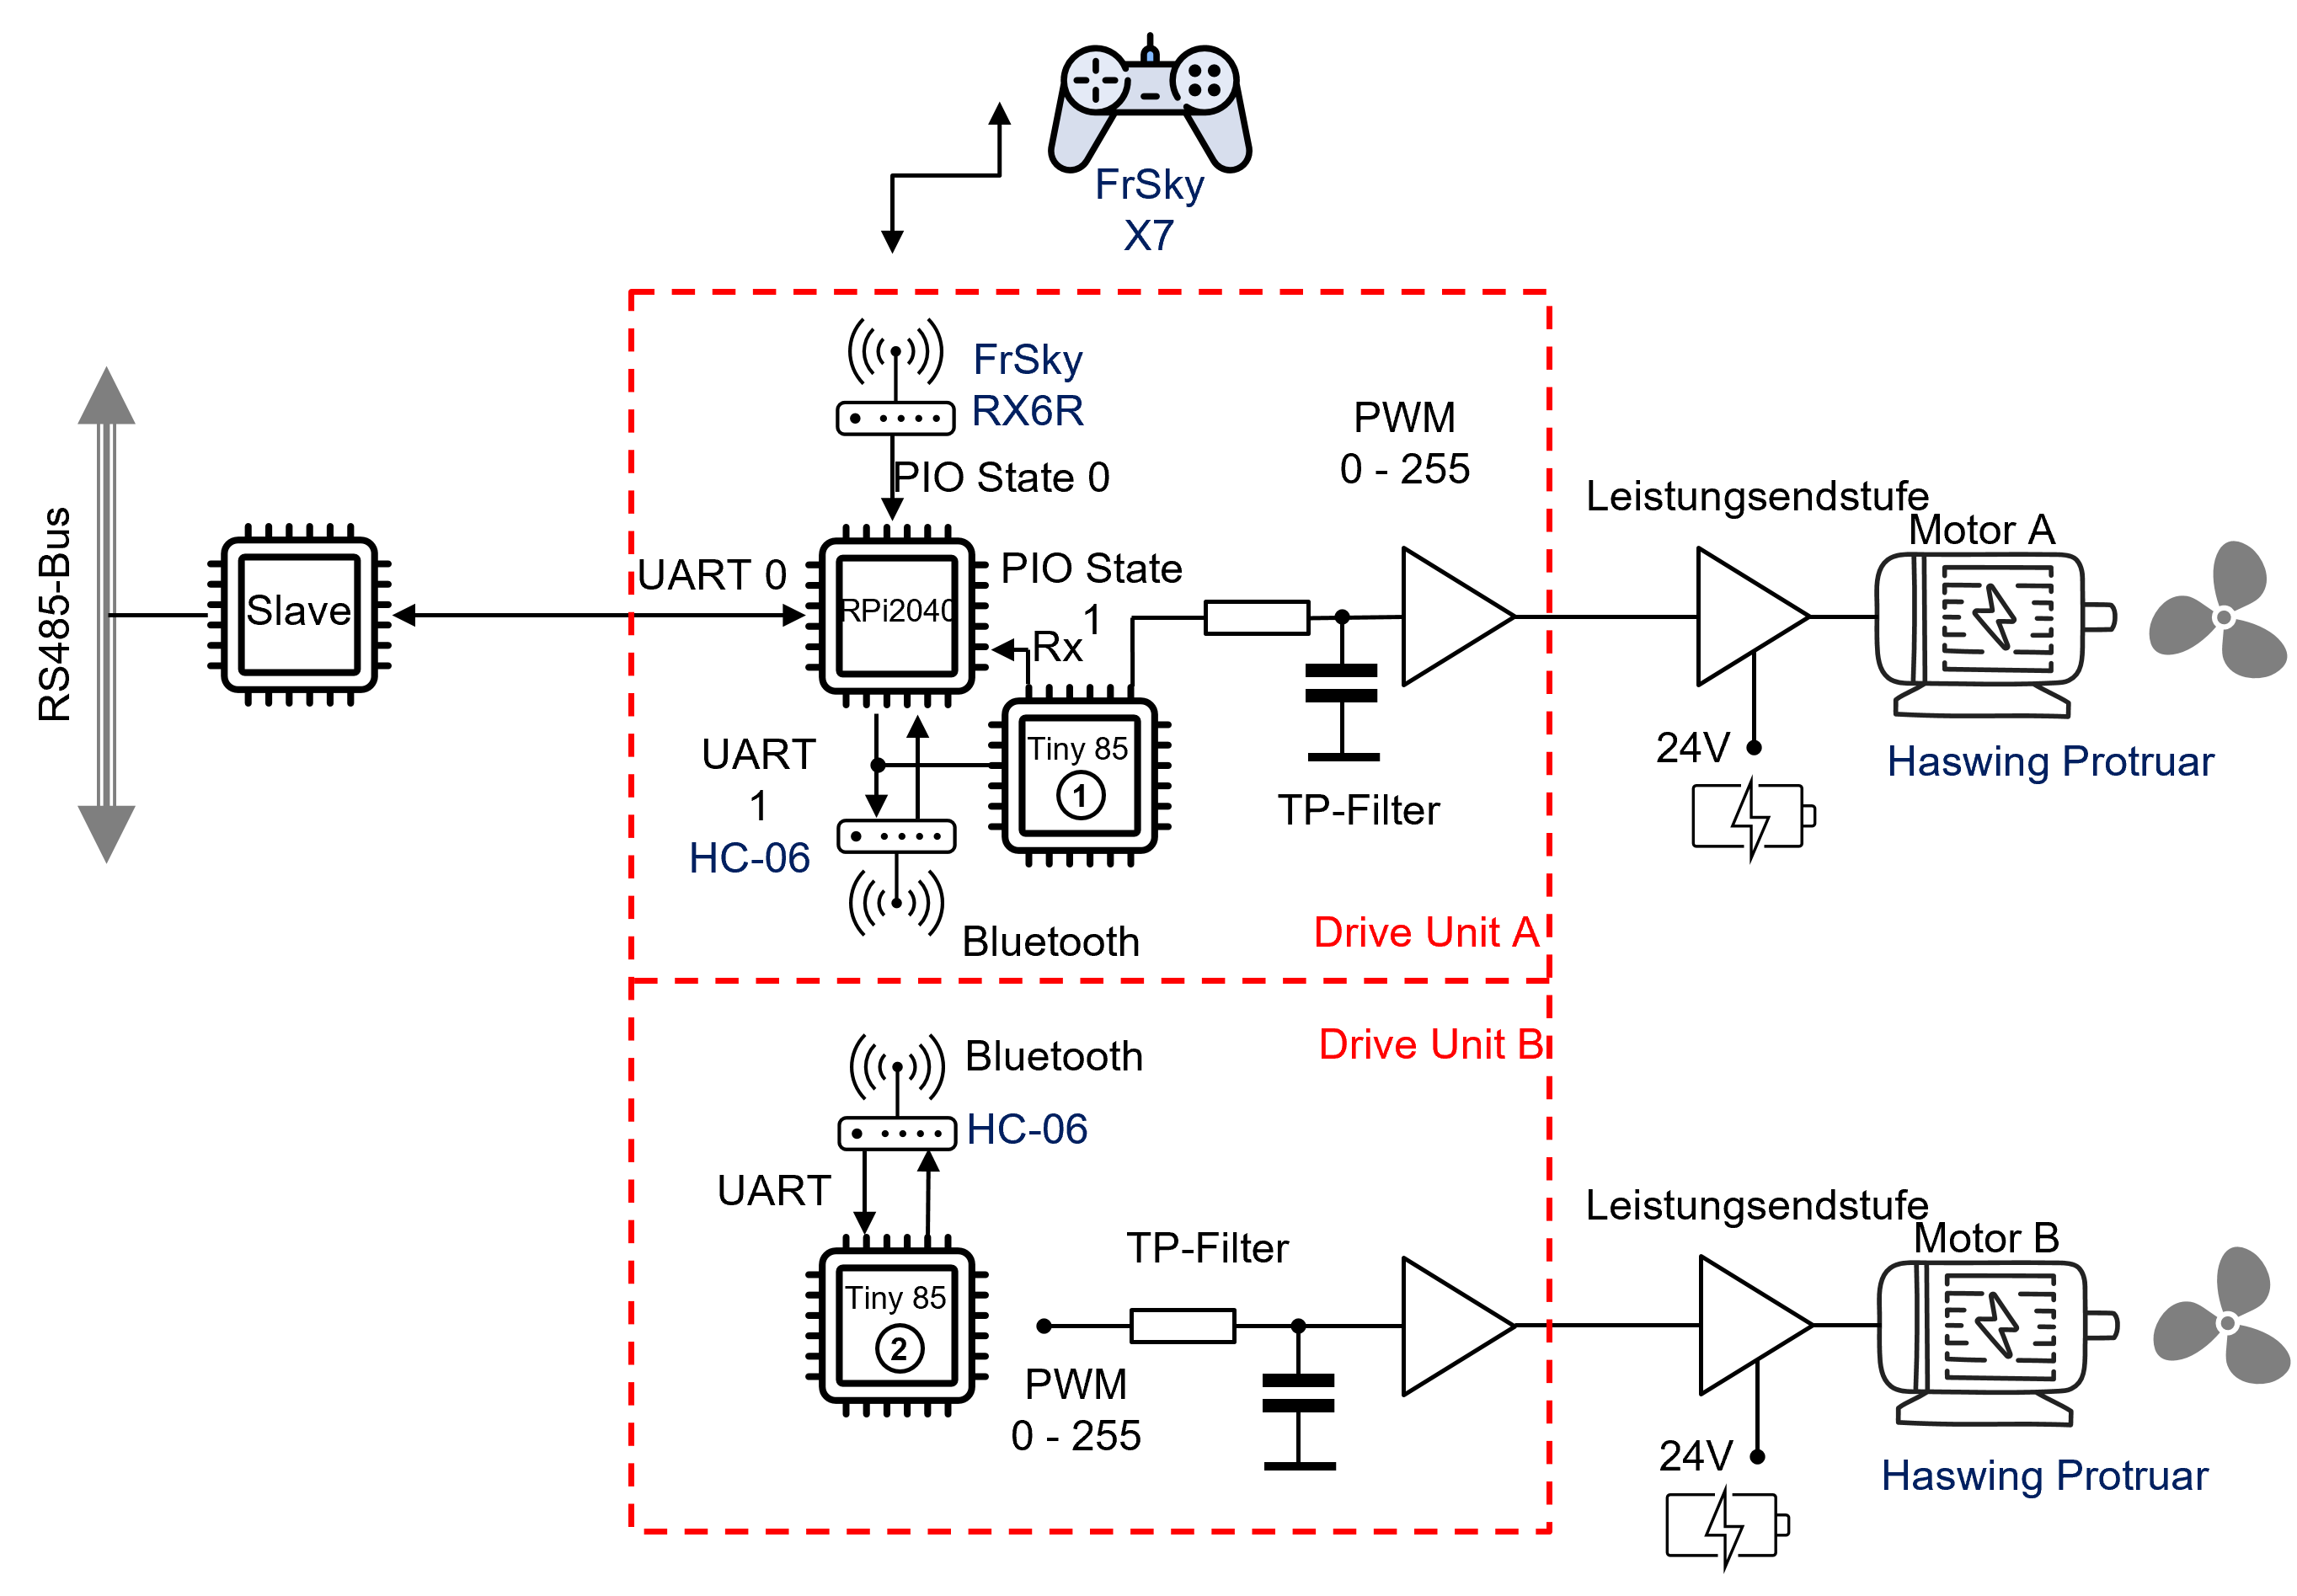 FrSky
X7
FrSky
RX6R
PIO State 0
PWM
0 - 255
Leistungsendstufe
Motor A
RS485-Bus
Slave
UART 0
RPi2040
PIO State
1
Rx
UART
1
HC-06
Tiny 85
1
TP-Filter
24V
Haswing Protruar
Bluetooth
Drive Unit A
Drive Unit B
Bluetooth
HC-06
UART
Tiny 85
2
TP-Filter
PWM
0 - 255
Leistungsendstufe
Motor B
24V
Haswing Protruar